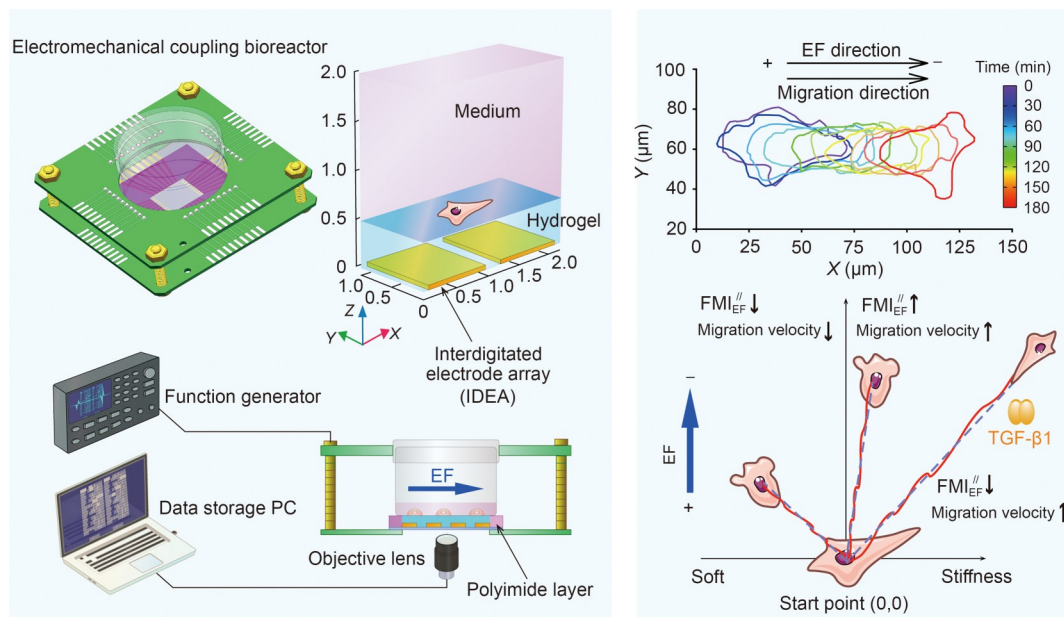 Electromechanical coupling bioreactor
2.0
1.5
1.0
0.5
0
Medium
Hydrogel
1.0
0.5
0
0.5
1.0
1.5
2.0
Z
Y
X
Interdigitated
electrode array
(IDEA)
Function generator
Data storage PC
EF
Objective lens
Polyimide layer
+ EF direction −
Migration direction
Time (min)
0
30
60
90
120
150
180
Y (μm)
100
80
60
40
20
0
25
50
75
100
125
150
X (μm)
FMI//EF↓
Migration velocity↓
FMI//EF↑
Migration velocity↑
−
EF
+
TGF-β1
FMI//EF↓
Migration velocity↑
Soft
Stiffness
Start point (0,0)